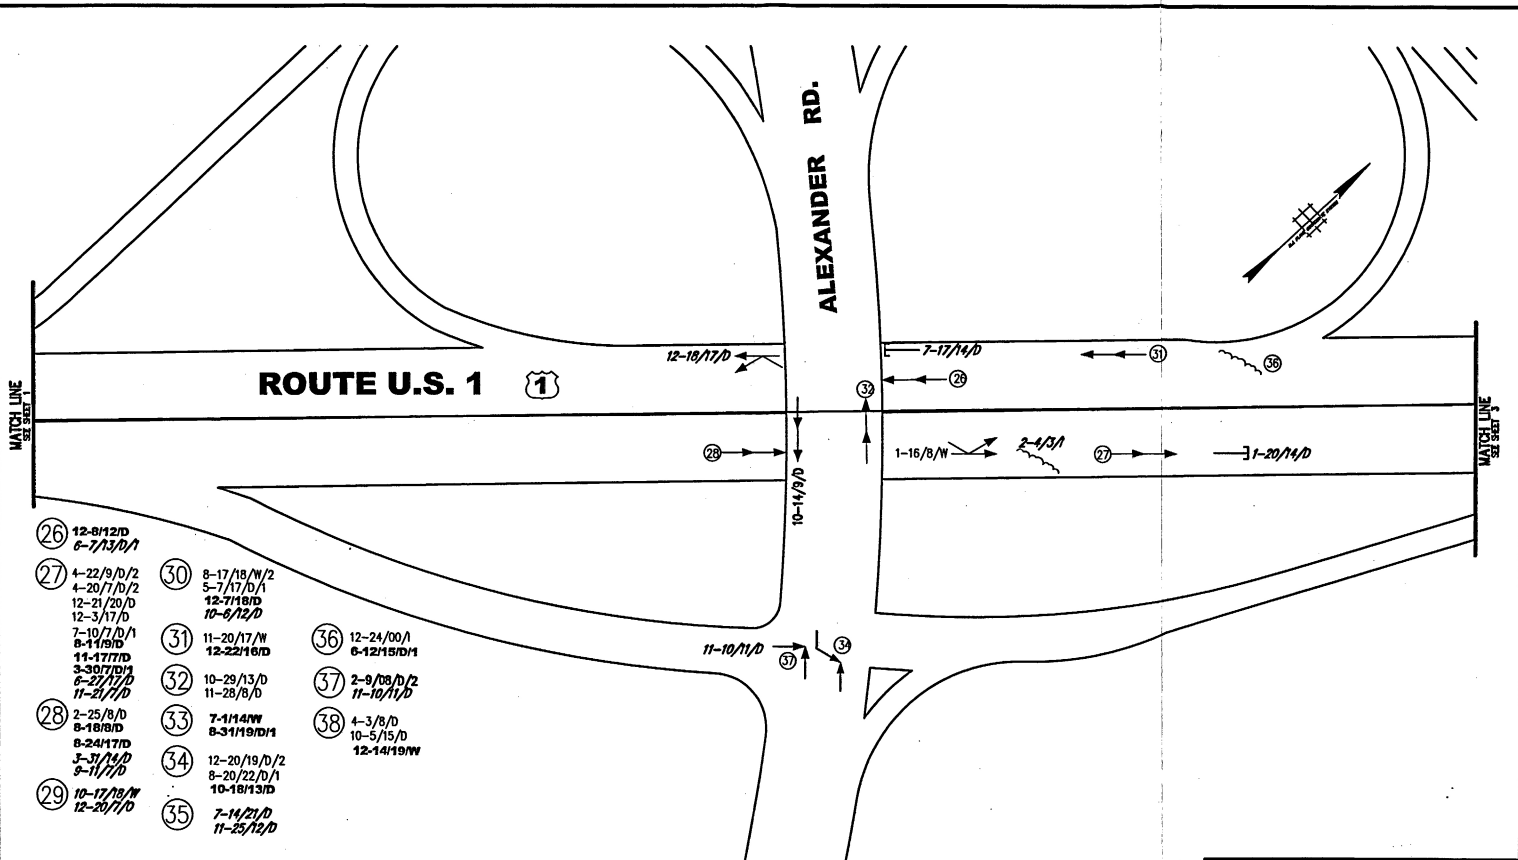 ALEXANDER RD.
12-18/17/D
7-17/14/D
31
36
ROUTE U.S. 1
1
26
32
MATCH LINE
SEE SHEET 1
MATCH LINE
SEE SHEET 3
28
1-16/8/W
2-4/3/1
27
1-20/14/D
10-14/9/D
11-10/11/D
37
34
26
12-8/12/D
6-7/13/D/1
27
4-22/9/D/2
4-20/7/D/2
12-21/20/D
12-3/17/D
7-10/7/D/1
8-11/9/D
11-17/7/D
3-30/7/D/1
6-27/17/D
11-21/7/D
28
2-25/8/D
8-18/8/D
8-24/17/D
3-31/14/D
9-11/7/D
29
10-17/18/W
12-20/7/D
30
8-17/18/W/2
5-7/17/D/1
12-7/18/D
10-6/12/D
31
11-20/17/W
12-22/16/D
32
10-29/13/D
11-28/8/D
33
7-1/14/W
8-31/19/D/1
34
12-20/19/D/2
8-20/22/D/1
10-18/13/D
35
7-14/21/D
11-25/12/D
36
12-24/00/1
6-12/15/D/1
37
2-9/08/D/2
11-10/11/D
38
4-3/8/D
10-5/15/D
12-14/19/W